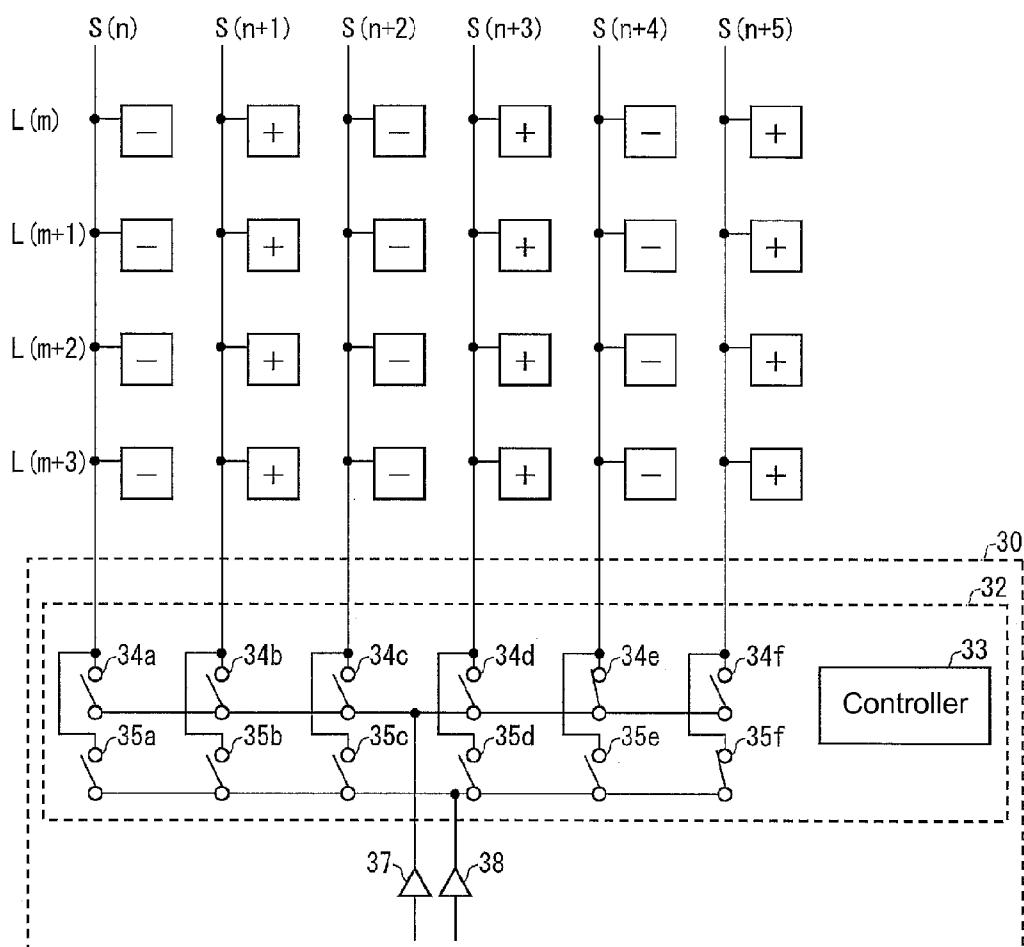 S(n) S(n+1) S(n+2) S(n+3) S(n+4) S(n+5)
L(m) − + − + − +
L(m+1) − + − + − +
L(m+2) − + − + − +
L(m+3) − + − + − +
30
32
34a 34b 34c 34d 34e 34f 33
Controller
35a 35b 35c 35d 35e 35f
37 38